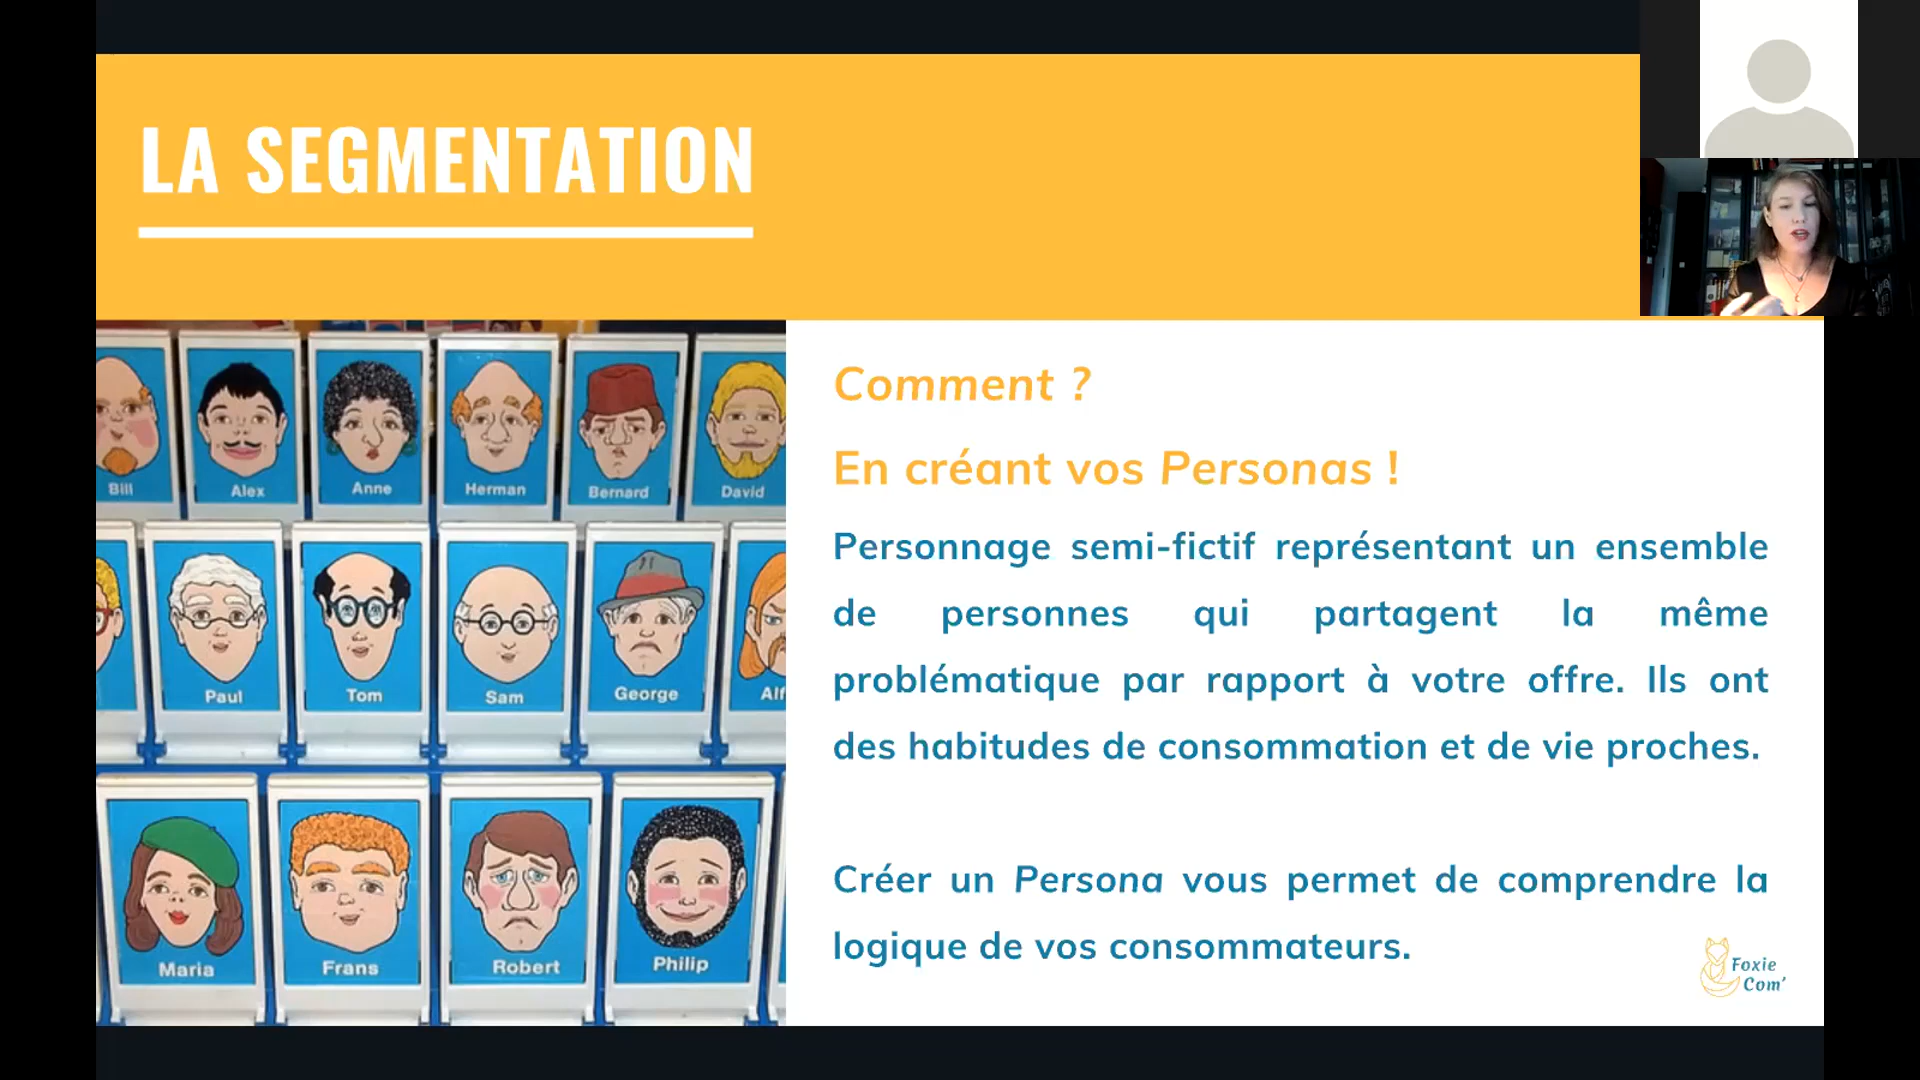 LA SEGMENTATION
Bill
Alex
Anne
Herman
Bernard
David
Paul
Tom
Sam
George
Alf
Maria
Frans
Robert
Philip
Comment ?
En créant vos Personas !
Personnage semi-fictif représentant un ensemble
de personnes qui partagent la même
problématique par rapport à votre offre. Ils ont
des habitudes de consommation et de vie proches.
Créer un Persona vous permet de comprendre la
logique de vos consommateurs.
Foxie
Com'